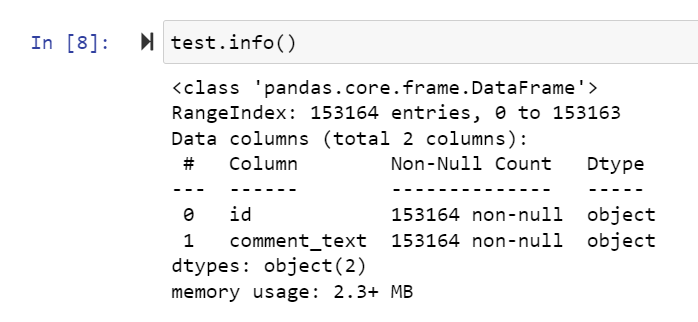 In [8]: test.info()
<class 'pandas.core.frame.DataFrame'>
RangeIndex: 153164 entries, 0 to 153163
Data columns (total 2 columns):
 #   Column        Non-Null Count   Dtype
---  ------        --------------   -----
 0   id            153164 non-null  object
 1   comment_text  153164 non-null  object
dtypes: object(2)
memory usage: 2.3+ MB